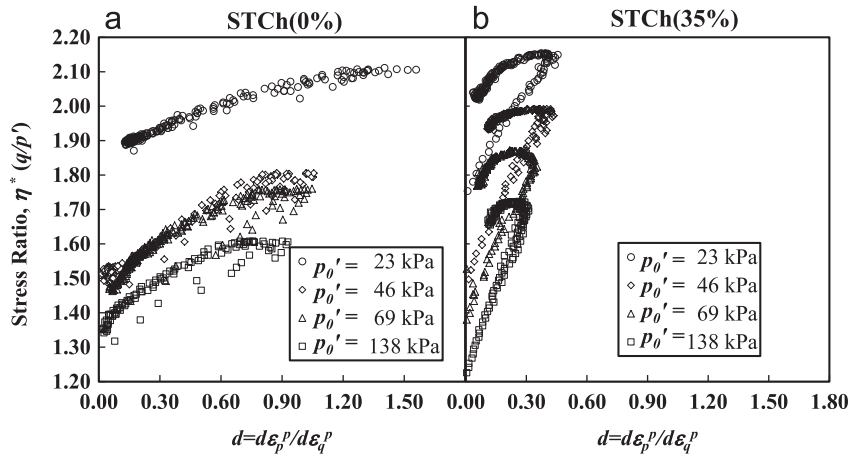 a STCh(0%)
b STCh(35%)
Stress Ratio, η* (q/p')
2.20
2.10
2.00
1.90
1.80
1.70
1.60
1.50
1.40
1.30
1.20
p₀' = 23 kPa
p₀' = 46 kPa
p₀' = 69 kPa
p₀' = 138 kPa
p₀' = 23 kPa
p₀' = 46 kPa
p₀' = 69 kPa
p₀' = 138 kPa
0.00 0.30 0.60 0.90 1.20 1.50
0.00 0.30 0.60 0.90 1.20 1.50 1.80
d=dεₚᵖ/dε_qᵖ
d=dεₚᵖ/dε_qᵖ